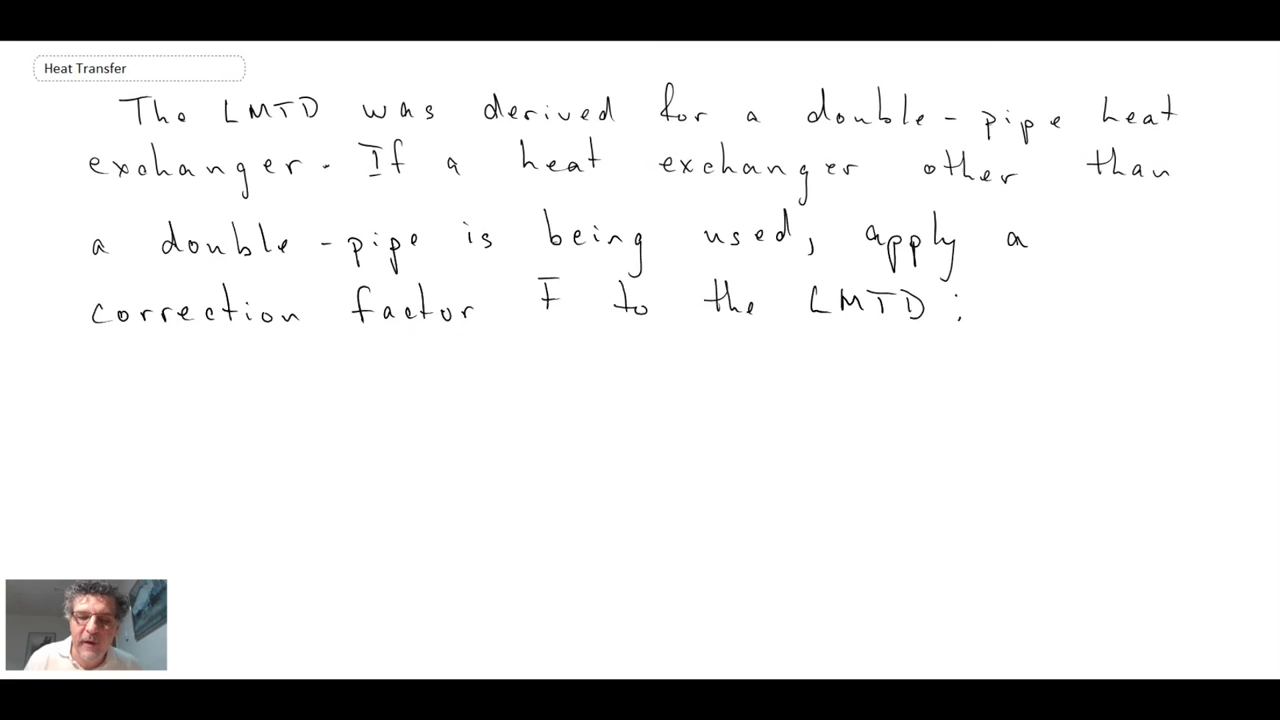 Heat Transfer
The LMTD was derived for a double-pipe heat
exchanger. If a heat exchanger other than
a double-pipe is being used, apply a
correction factor F to the LMTD: